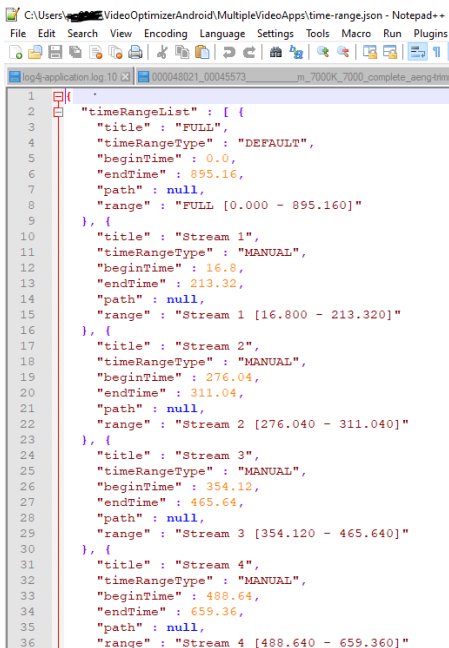 C:\Users\ VideoOptimizerAndroid\MultipleVideoApps\time-range.json - Notepad++
File Edit Search View Encoding Language Settings Tools Macro Run Plugins
log4j-application.log.10 000048021_00045573_ _m_7000K_7000_complete_aeng-trim
1 {
2 "timeRangeList" : [ {
3 "title" : "FULL",
4 "timeRangeType" : "DEFAULT",
5 "beginTime" : 0.0,
6 "endTime" : 895.16,
7 "path" : null,
8 "range" : "FULL [0.000 - 895.160]"
9 }, {
10 "title" : "Stream 1",
11 "timeRangeType" : "MANUAL",
12 "beginTime" : 16.8,
13 "endTime" : 213.32,
14 "path" : null,
15 "range" : "Stream 1 [16.800 - 213.320]"
16 }, {
17 "title" : "Stream 2",
18 "timeRangeType" : "MANUAL",
19 "beginTime" : 276.04,
20 "endTime" : 311.04,
21 "path" : null,
22 "range" : "Stream 2 [276.040 - 311.040]"
23 }, {
24 "title" : "Stream 3",
25 "timeRangeType" : "MANUAL",
26 "beginTime" : 354.12,
27 "endTime" : 465.64,
28 "path" : null,
29 "range" : "Stream 3 [354.120 - 465.640]"
30 }, {
31 "title" : "Stream 4",
32 "timeRangeType" : "MANUAL",
33 "beginTime" : 488.64,
34 "endTime" : 659.36,
35 "path" : null,
36 "range" : "Stream 4 [488.640 - 659.360]"